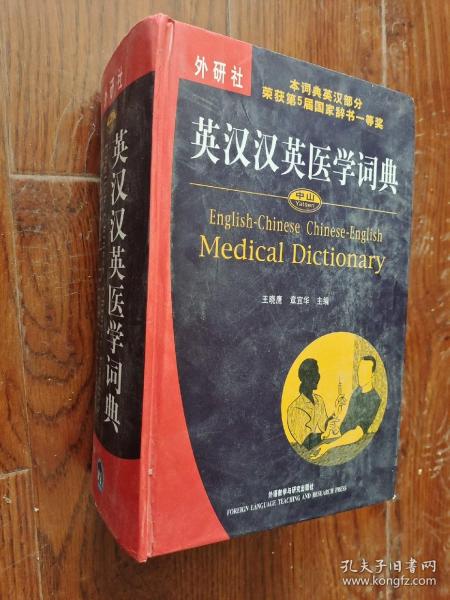 外研社
英汉汉英医学词典
外研社
本词典英汉部分
荣获第5届国家辞书一等奖
英汉汉英医学词典
中山
Yatsen
English-Chinese Chinese-English
Medical Dictionary
王晓鹰 章宜华 主编
外语教学与研究出版社
FOREIGN LANGUAGE TEACHING AND RESEARCH PRESS
孔夫子旧书网
www.kongfz.com